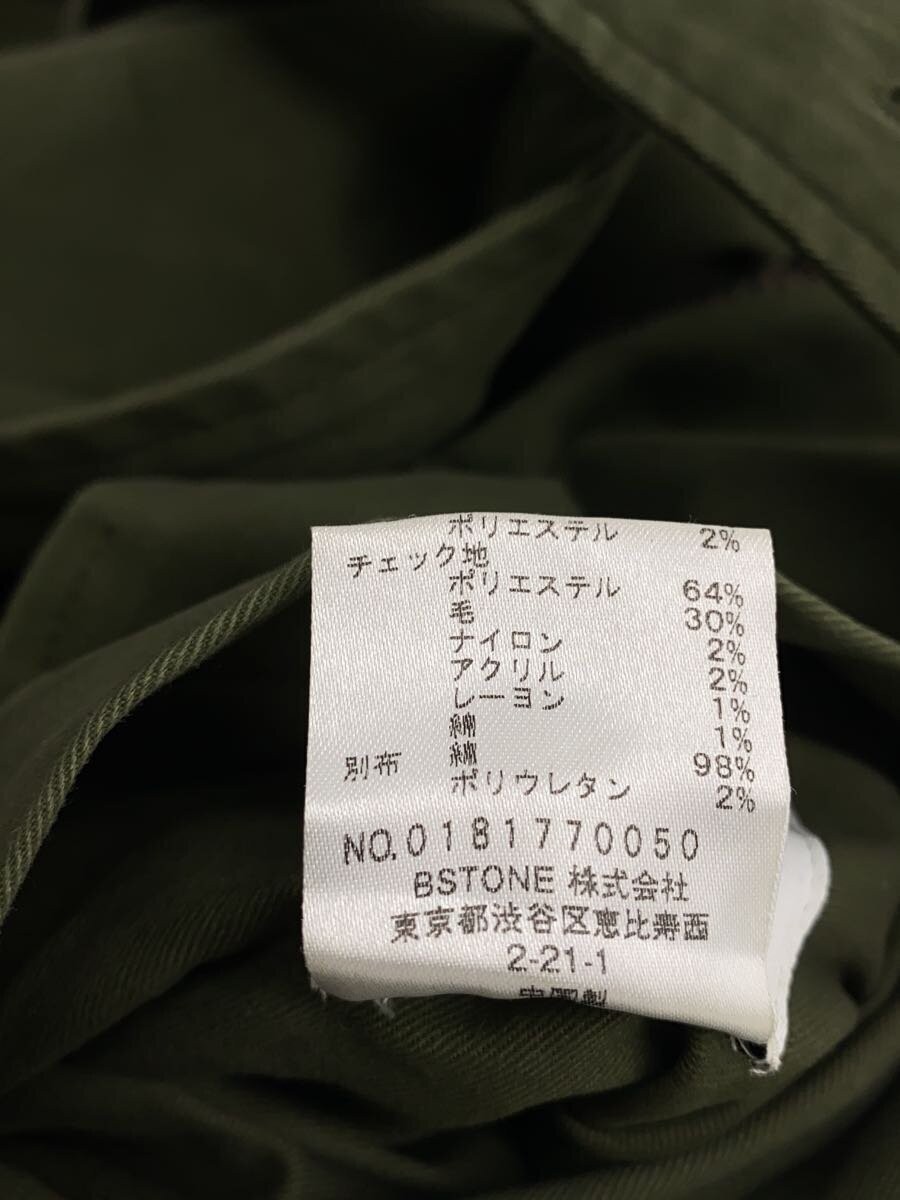 ポリエステル 2%
チェック地
ポリエステル 64%
毛 30%
ナイロン 2%
アクリル 2%
レーヨン 1%
綿 1%
別布 綿 98%
ポリウレタン 2%
NO.0181770050
BSTONE 株式会社
東京都渋谷区恵比寿西
2-21-1
中国製